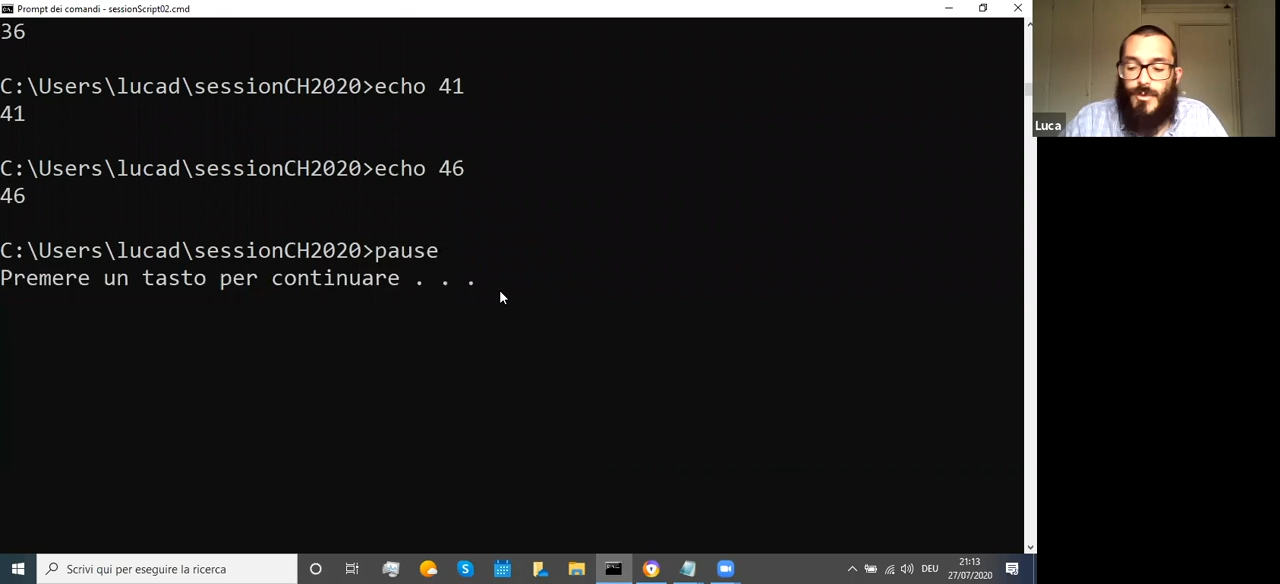 Prompt dei comandi - sessionScript02.cmd
36
C:\Users\lucad\sessionCH2020>echo 41
41
C:\Users\lucad\sessionCH2020>echo 46
46
C:\Users\lucad\sessionCH2020>pause
Premere un tasto per continuare . . .
Luca
Scrivi qui per eseguire la ricerca
DEU
21:13
27/07/2020